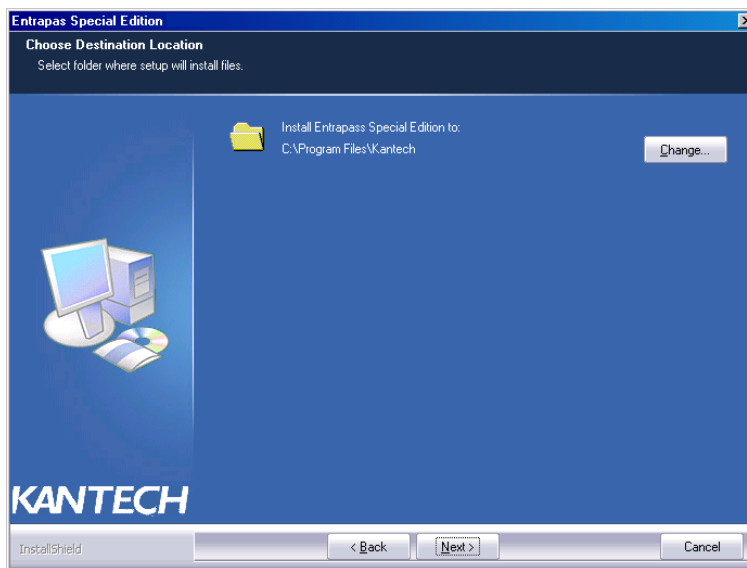 Entrapas Special Edition
Choose Destination Location
Select folder where setup will install files.
Install Entrapass Special Edition to:
C:\Program Files\Kantech
Change...
KANTECH
InstallShield
< Back
Next >
Cancel